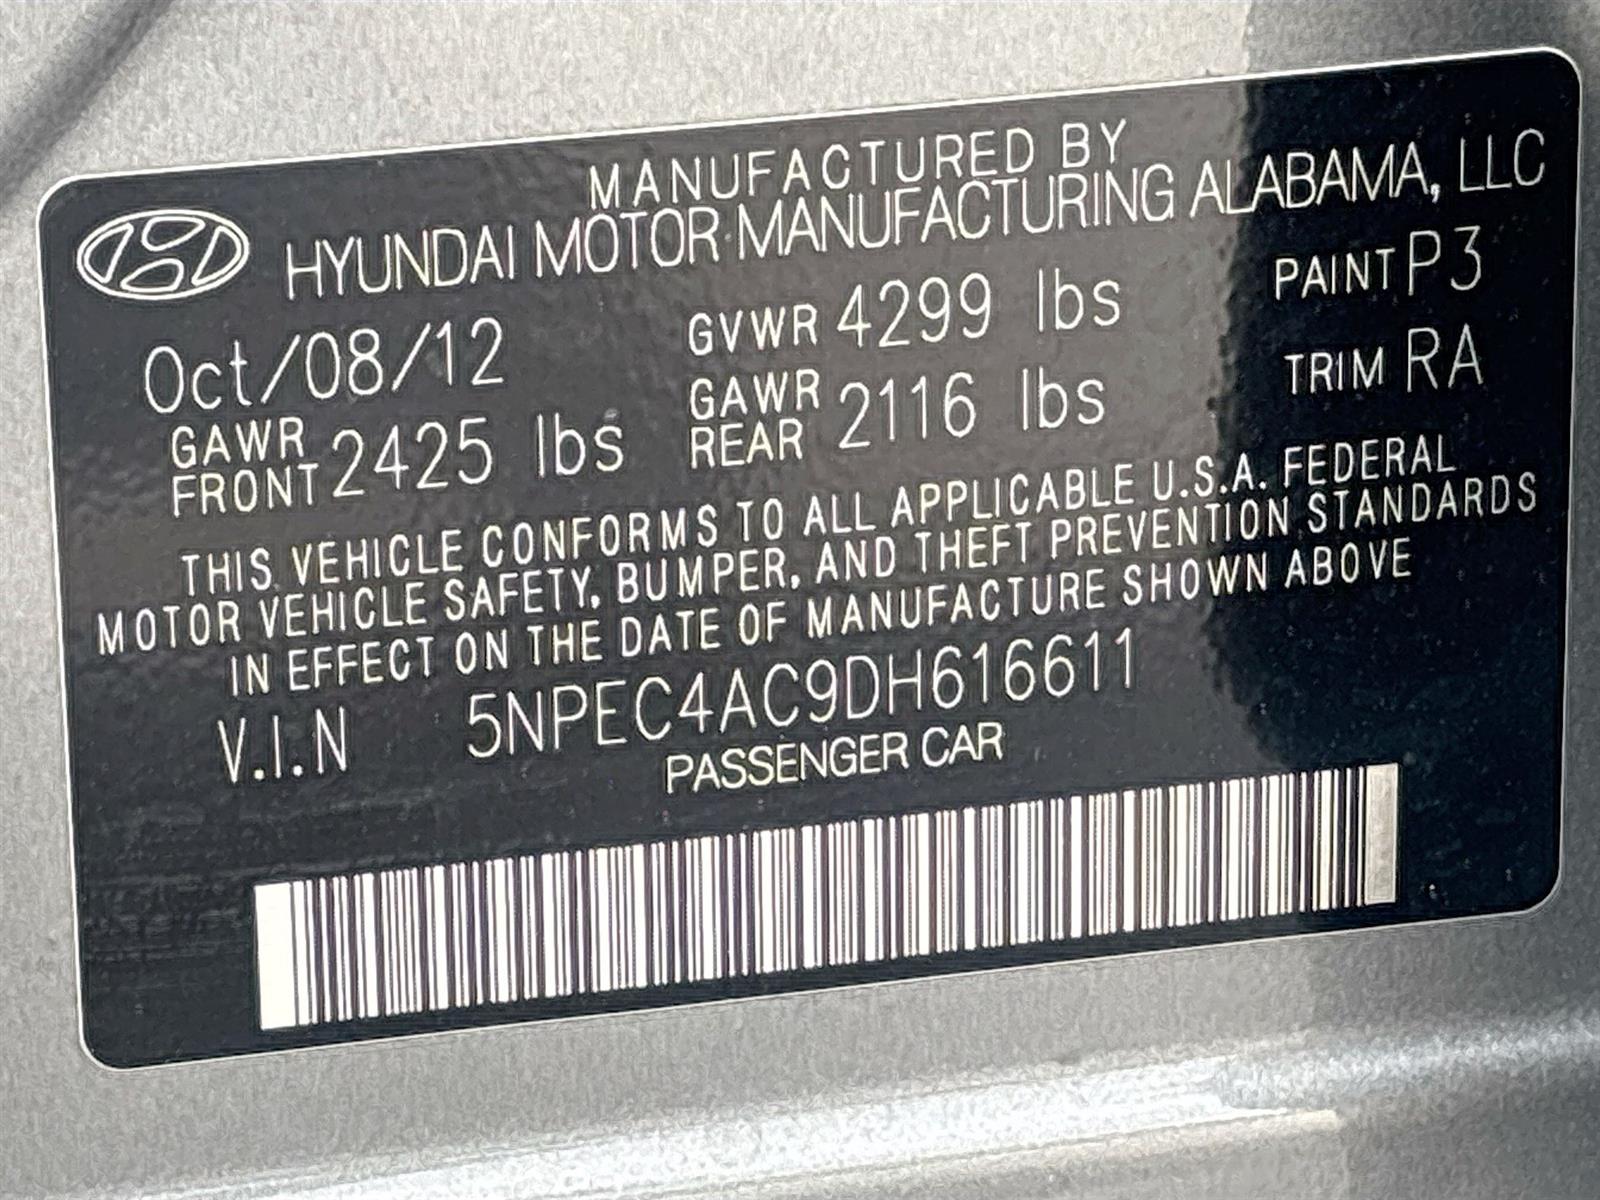 MANUFACTURED BY
HYUNDAI MOTOR MANUFACTURING ALABAMA, LLC
Oct/08/12 GVWR 4299 lbs PAINT P3
GAWR FRONT 2425 lbs GAWR REAR 2116 lbs TRIM RA
THIS VEHICLE CONFORMS TO ALL APPLICABLE U.S.A. FEDERAL
MOTOR VEHICLE SAFETY, BUMPER, AND THEFT PREVENTION STANDARDS
IN EFFECT ON THE DATE OF MANUFACTURE SHOWN ABOVE
V.I.N 5NPEC4AC9DH616611
PASSENGER CAR